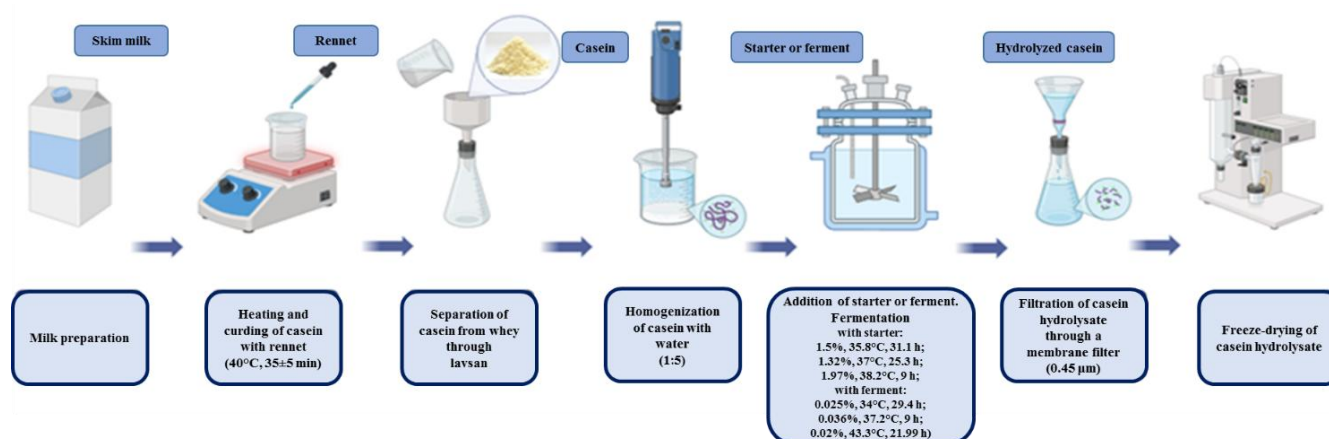 Skim milk
Rennet
Casein
Starter or ferment
Hydrolyzed casein
Milk preparation
Heating and
curding of casein
with rennet
(40°C, 35±5 min)
Separation of
casein from whey
through
lavsan
Homogenization
of casein with
water
(1:5)
Addition of starter or ferment.
Fermentation
with starter:
1.5%, 35.8°C, 31.1 h;
1.32%, 37°C, 25.3 h;
1.97%, 38.2°C, 9 h;
with ferment:
0.025%, 34°C, 29.4 h;
0.036%, 37.2°C, 9 h;
0.02%, 43.3°C, 21.99 h)
Filtration of casein
hydrolysate
through a
membrane filter
(0.45 μm)
Freeze-drying of
casein hydrolysate